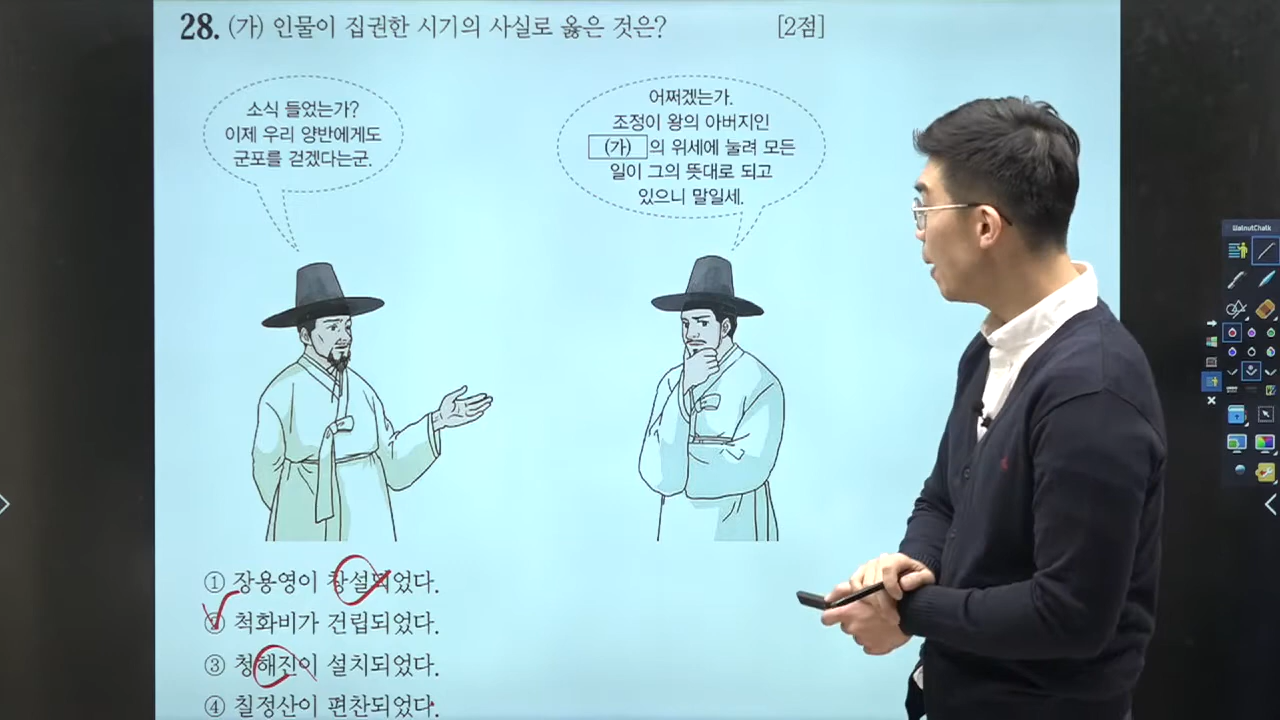 28. (가) 인물이 집권한 시기의 사실로 옳은 것은? [2점]
소식 들었는가?
이제 우리 양반에게도
군포를 걷겠다는군.
어쩌겠는가.
조정이 왕의 아버지인
(가) 의 위세에 눌려 모든
일이 그의 뜻대로 되고
있으니 말일세.
① 장용영이 창설되었다.
② 척화비가 건립되었다.
③ 청해진이 설치되었다.
④ 칠정산이 편찬되었다.
WalnutChalk